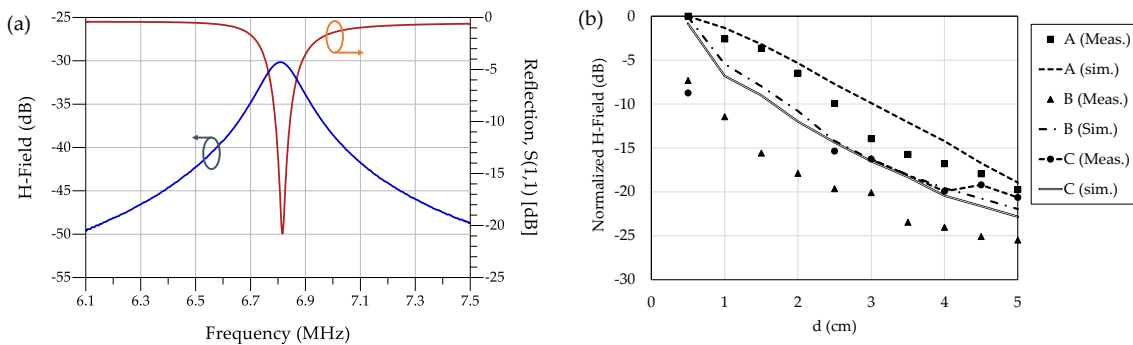 (a)
H-Field (dB)
-25
-30
-35
-40
-45
-50
-55
6.1 6.3 6.5 6.7 6.9 7.1 7.3 7.5
Frequency (MHz)
0
-5
-10
-15
-20
-25
Reflection, S(1,1) [dB]
(b)
Normalized H-Field (dB)
0
-5
-10
-15
-20
-25
-30
0 1 2 3 4 5
d (cm)
A (Meas.)
A (sim.)
B (Meas.)
B (Sim.)
C (Meas.)
C (sim.)